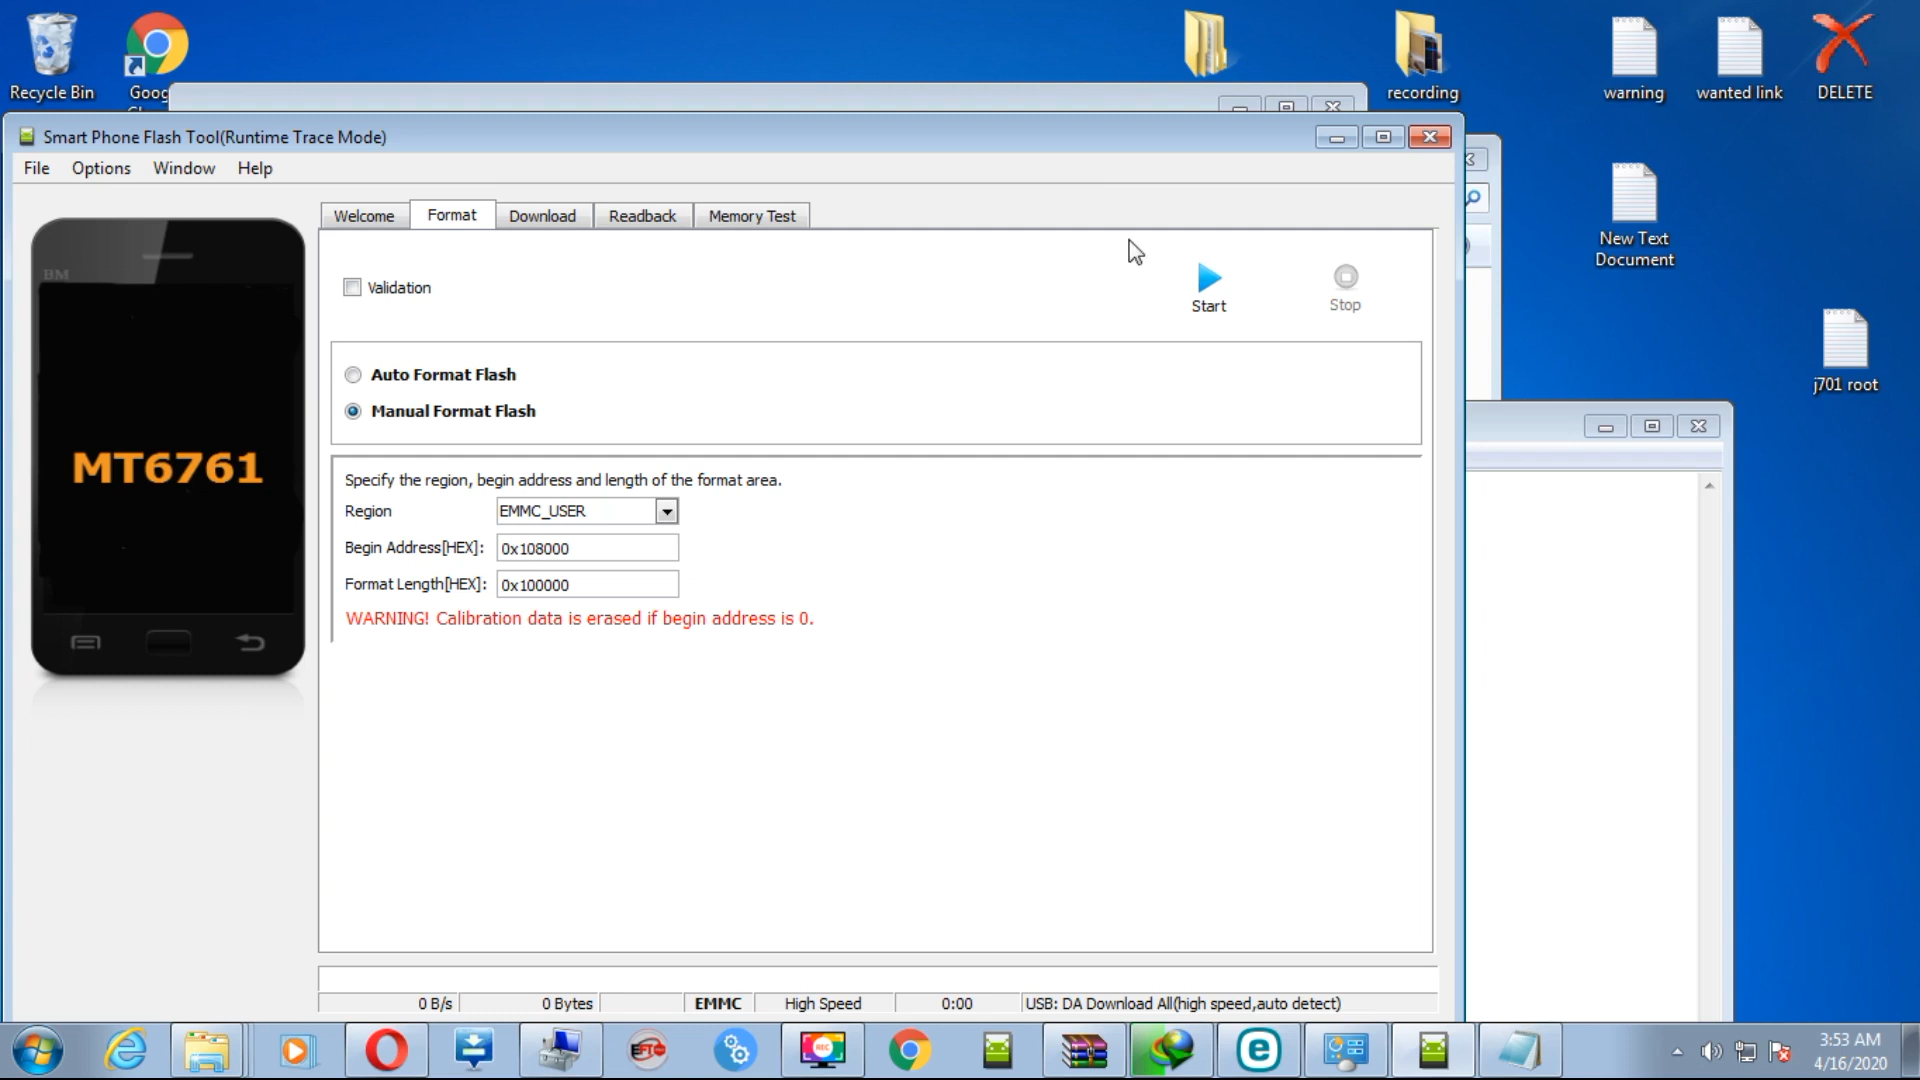 Recycle Bin
Goog
recording
warning
wanted link
DELETE
Smart Phone Flash Tool(Runtime Trace Mode)
File Options Window Help
Welcome Format Download Readback Memory Test
BM
Validation
Start
Stop
New Text
Document
Auto Format Flash
Manual Format Flash
j701 root
MT6761
Specify the region, begin address and length of the format area.
Region EMMC_USER
Begin Address[HEX]: 0x108000
Format Length[HEX]: 0x100000
WARNING! Calibration data is erased if begin address is 0.
0 B/s 0 Bytes EMMC High Speed 0:00 USB: DA Download All(high speed,auto detect)
EFT
REC
3:53 AM
4/16/2020